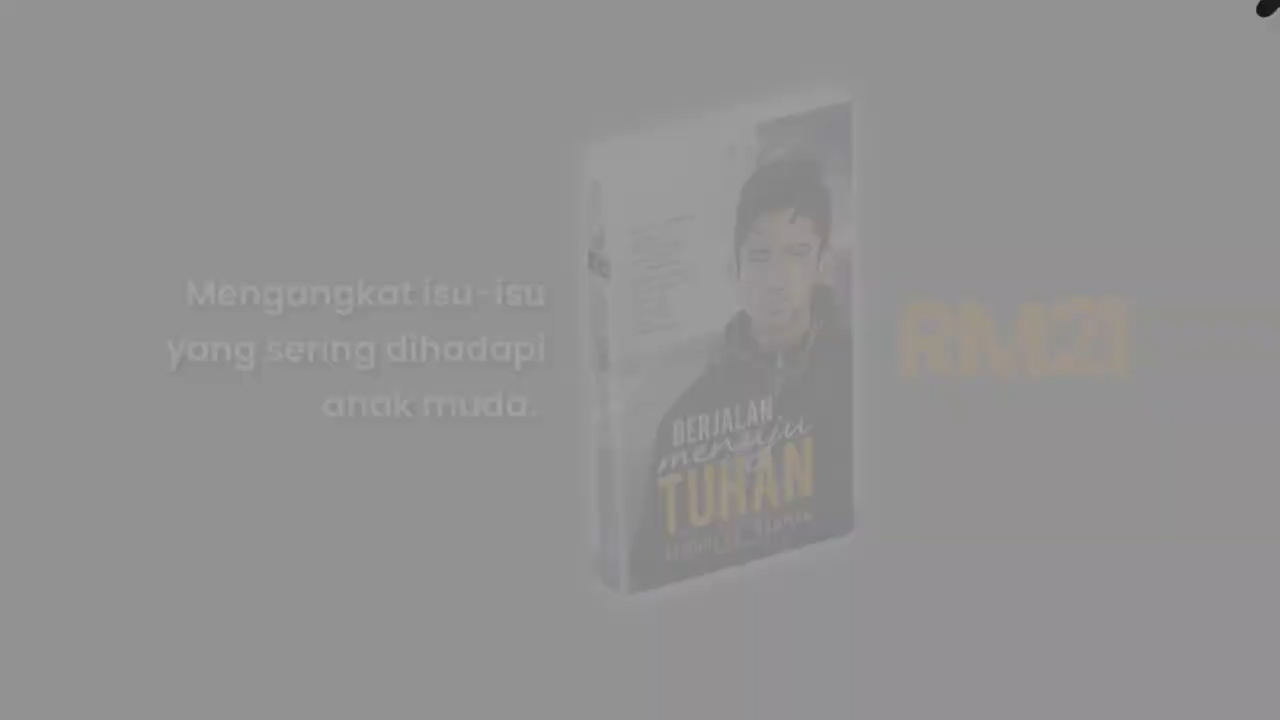 Mengangkat isu-isu
yang sering dihadapi
anak muda.
BERJALAN
menuju
TUHAN
RM21